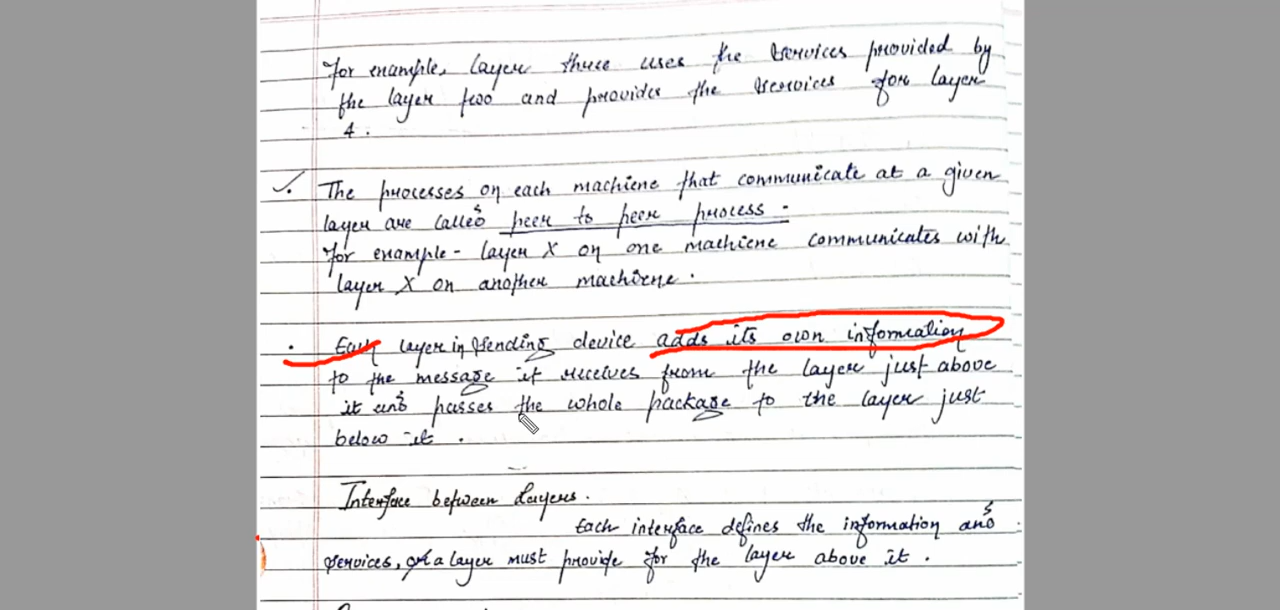 for example, layer three uses the services provided by
the layer two and provides the services for layer
4.
The processes on each machiene that communicate at a given
layer are called peer to peer process -
for example - layer X on one machiene communicates with
layer X on another machiene.
Each layer in sending device adds its own information
to the message it receives from the layer just above
it and passes the whole package to the layer just
below it .
Interface between layers.
Each interface defines the information and
services, a layer must provide for the layer above it .